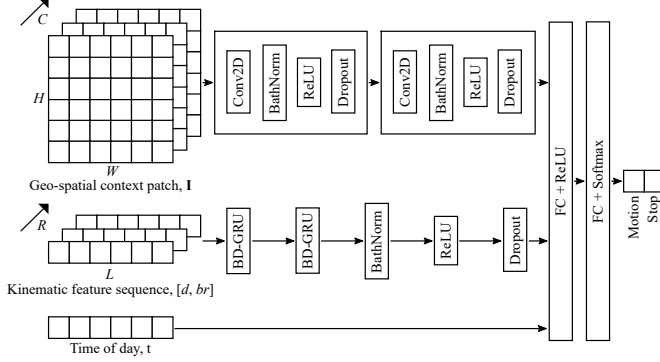 C
H
W
Geo-spatial context patch, I
Conv2D
BathNorm
ReLU
Dropout
Conv2D
BathNorm
ReLU
Dropout
R
L
Kinematic feature sequence, [d, br]
BD-GRU
BD-GRU
BathNorm
ReLU
Dropout
Time of day, t
FC + ReLU
FC + Softmax
Motion
Stop